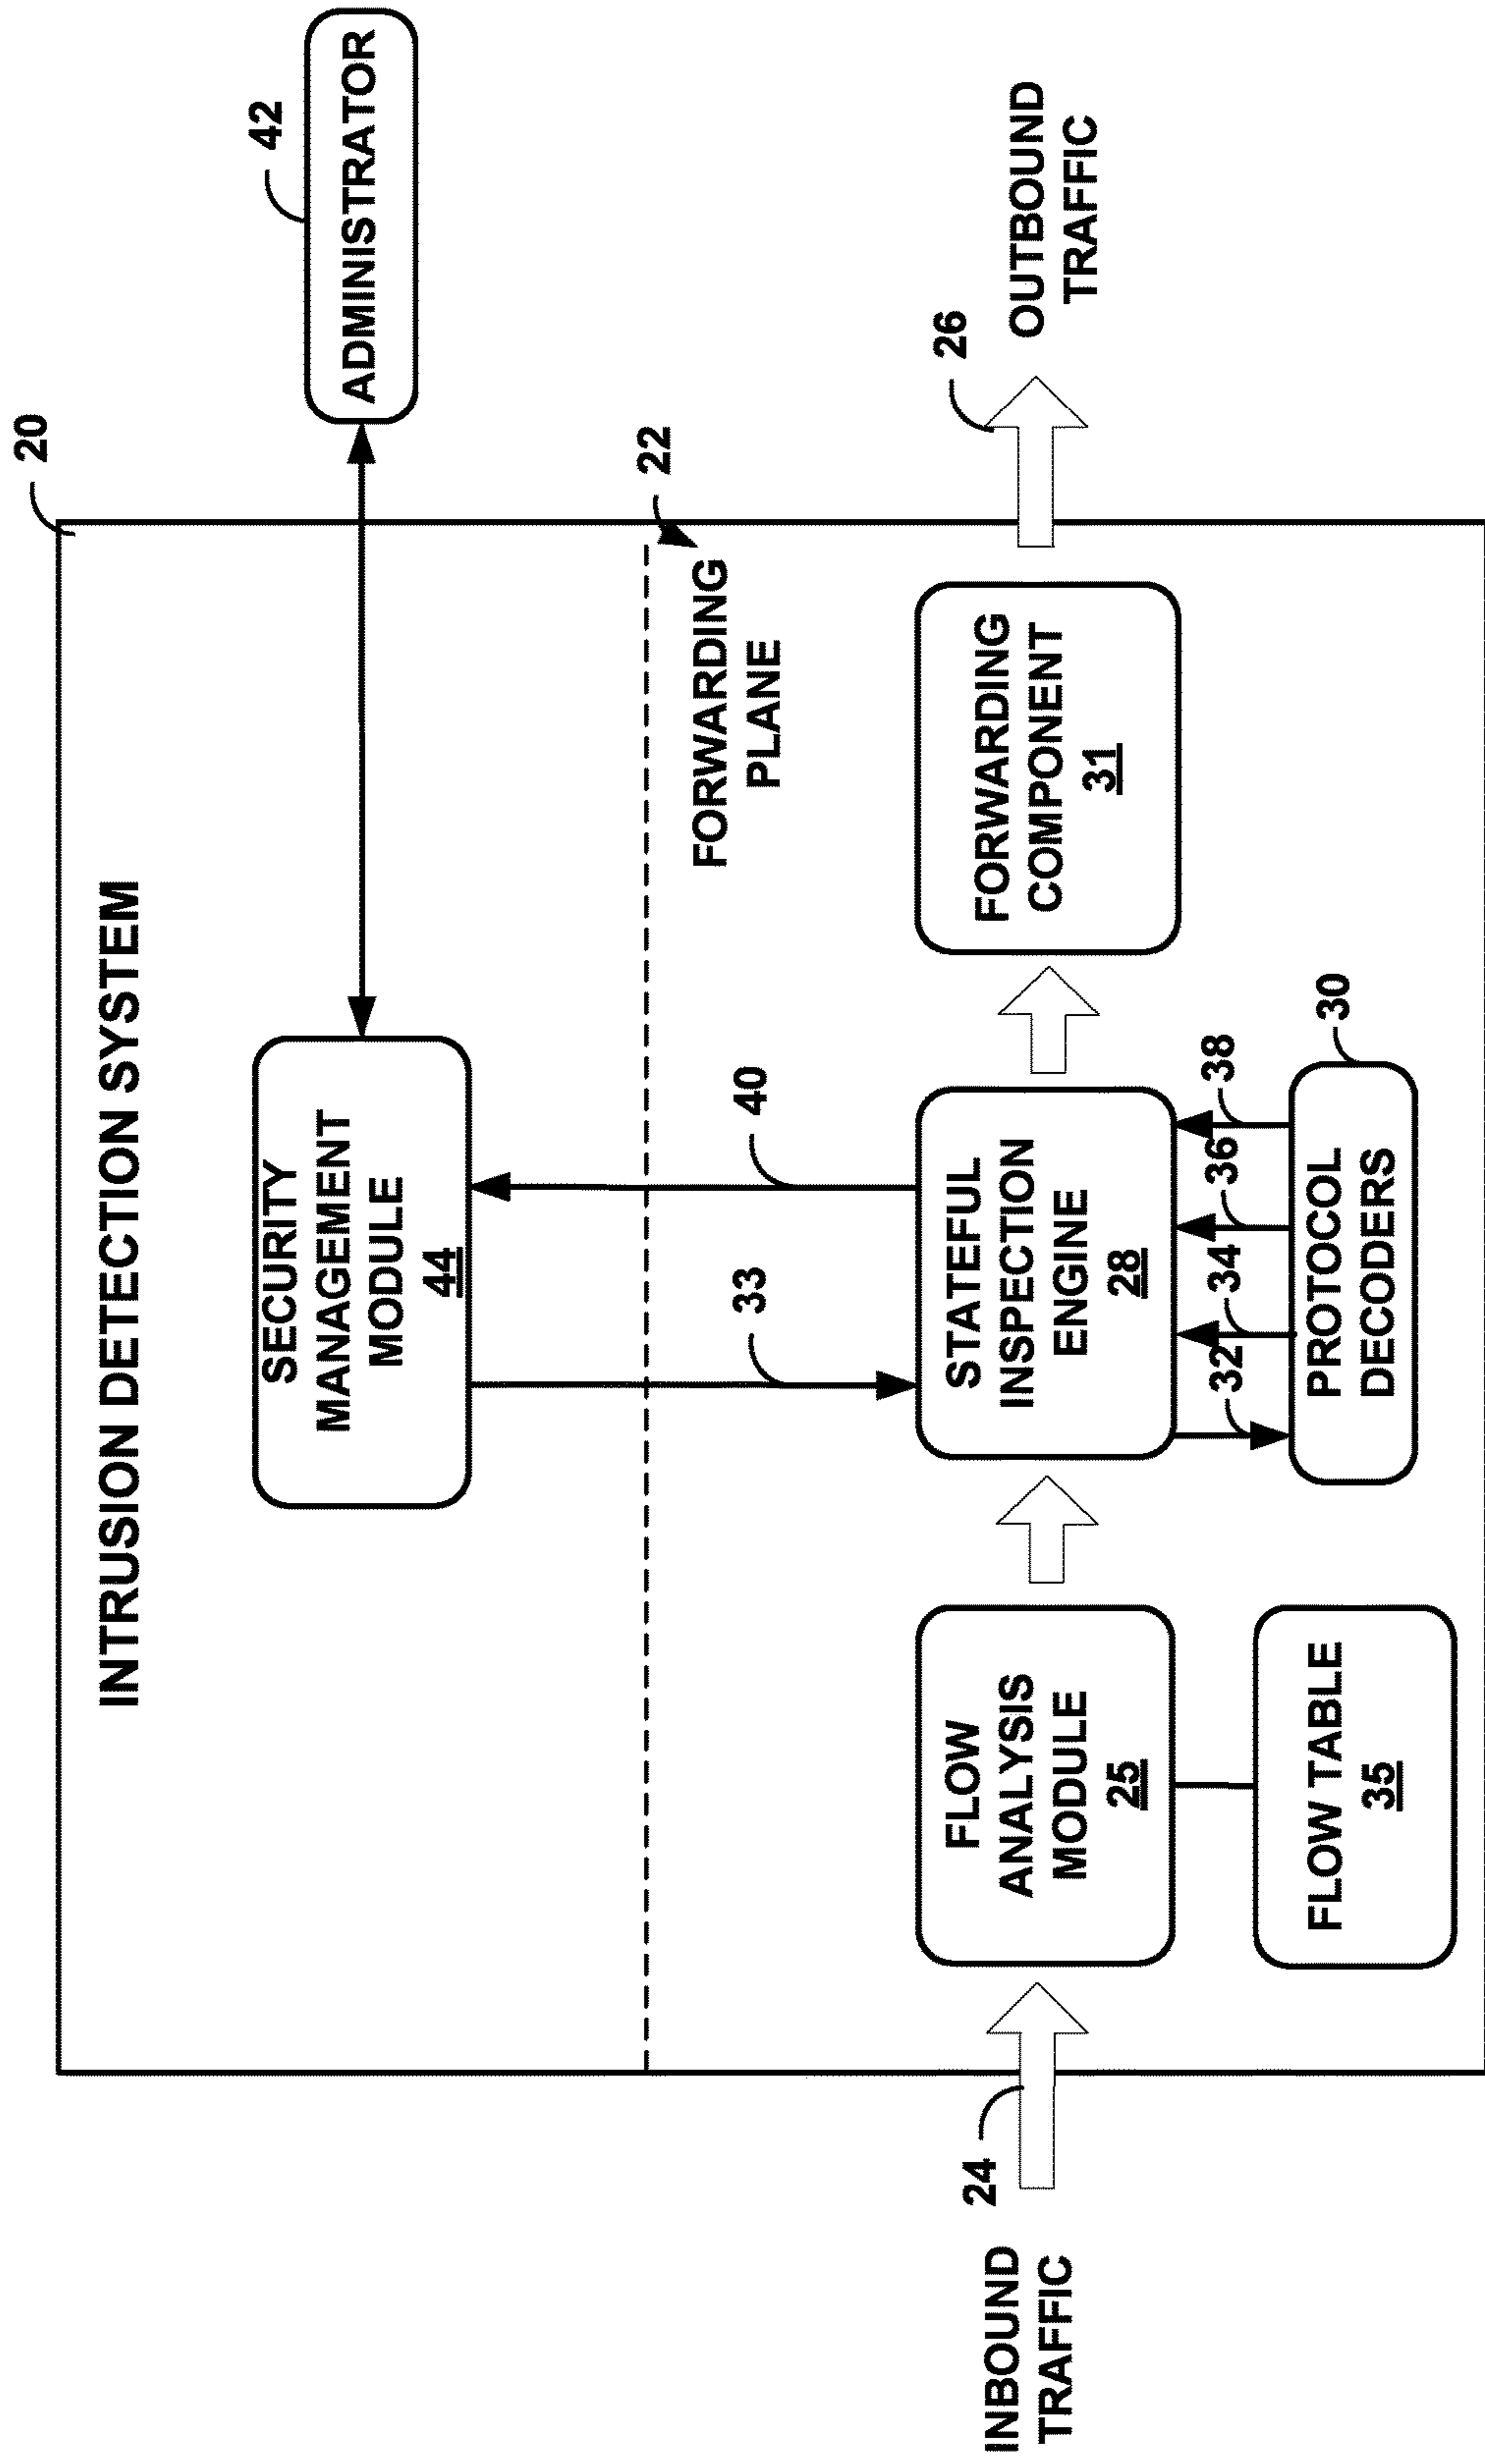 20
INTRUSION DETECTION SYSTEM
SECURITY
MANAGEMENT
MODULE
44
42
ADMINISTRATOR
33
40
22
FORWARDING
PLANE
INBOUND
TRAFFIC
24
FLOW
ANALYSIS
MODULE
25
STATEFUL
INSPECTION
ENGINE
28
FORWARDING
COMPONENT
31
26
OUTBOUND
TRAFFIC
32
34
36
38
FLOW TABLE
35
PROTOCOL
DECODERS
30